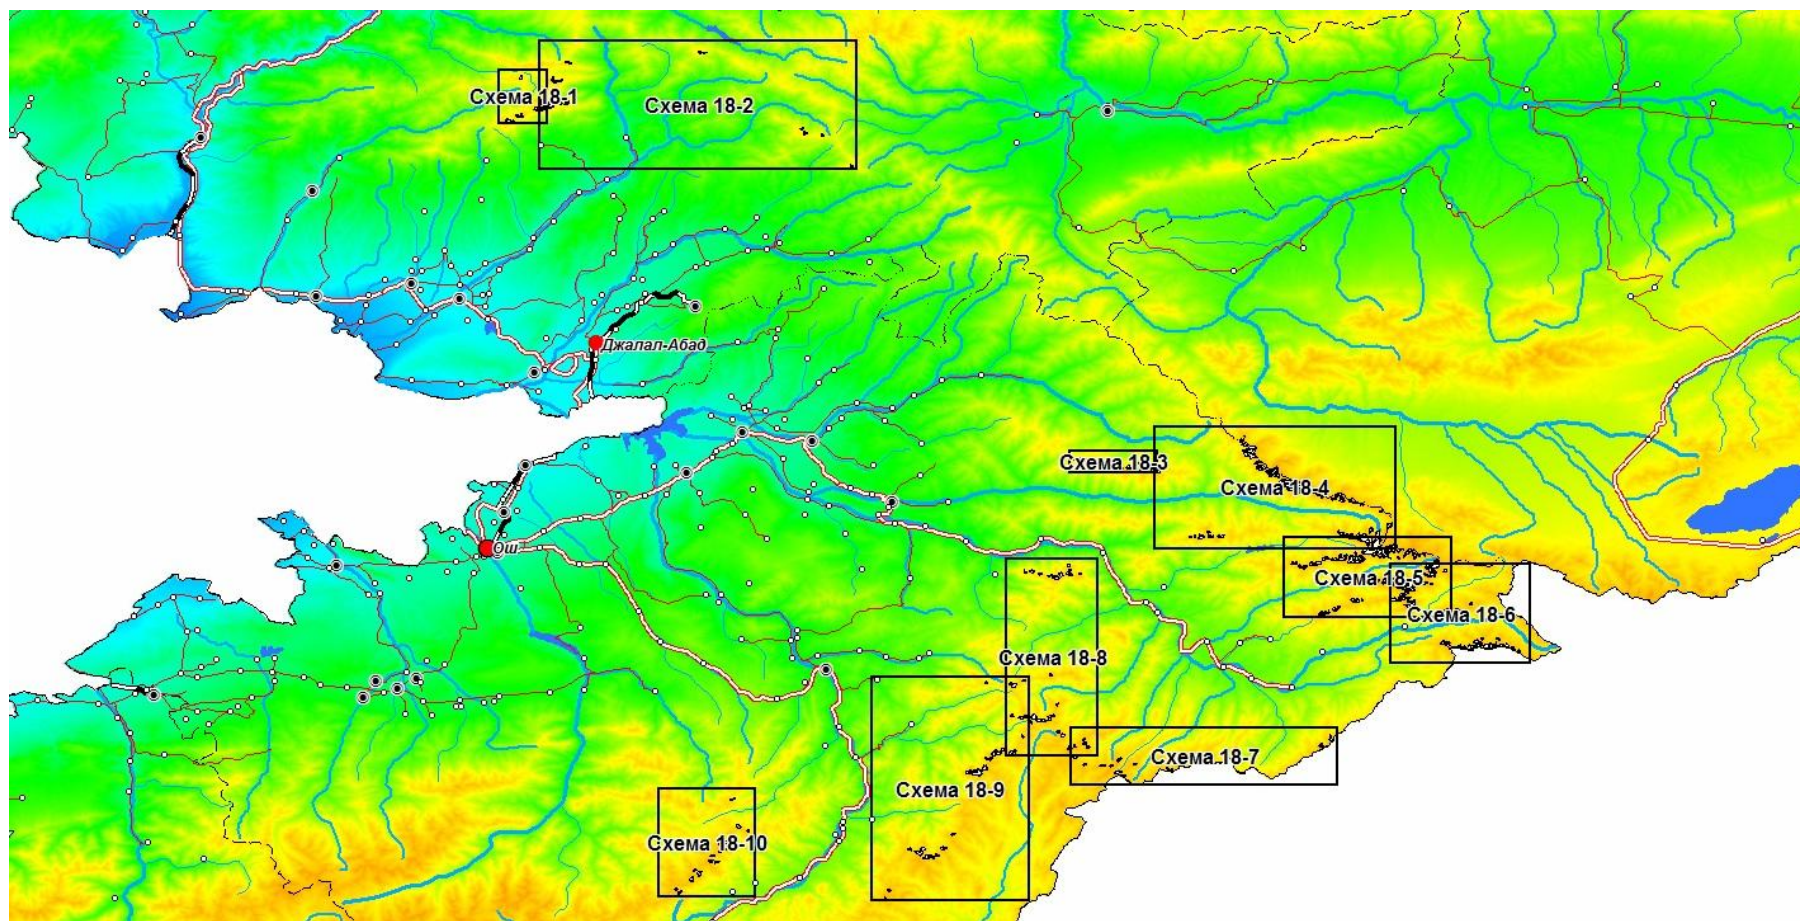 Схема 18-1
Схема 18-2
Джалал-Абад
Схема 18-3
Схема 18-4
Ош
Схема 18-5
Схема 18-6
Схема 18-8
Схема 18-7
Схема 18-9
Схема 18-10